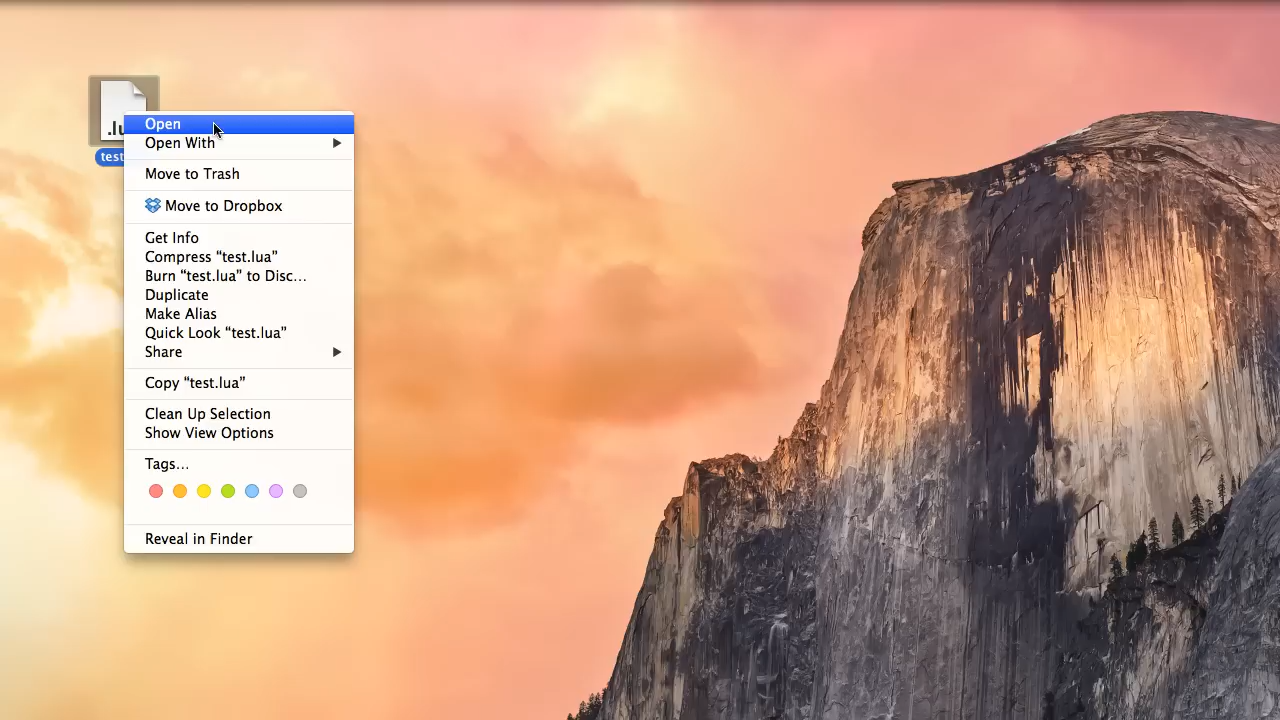 Open
test
Open With
Move to Trash
Move to Dropbox
Get Info
Compress “test.lua”
Burn “test.lua” to Disc…
Duplicate
Make Alias
Quick Look “test.lua”
Share
Copy “test.lua”
Clean Up Selection
Show View Options
Tags…
Reveal in Finder